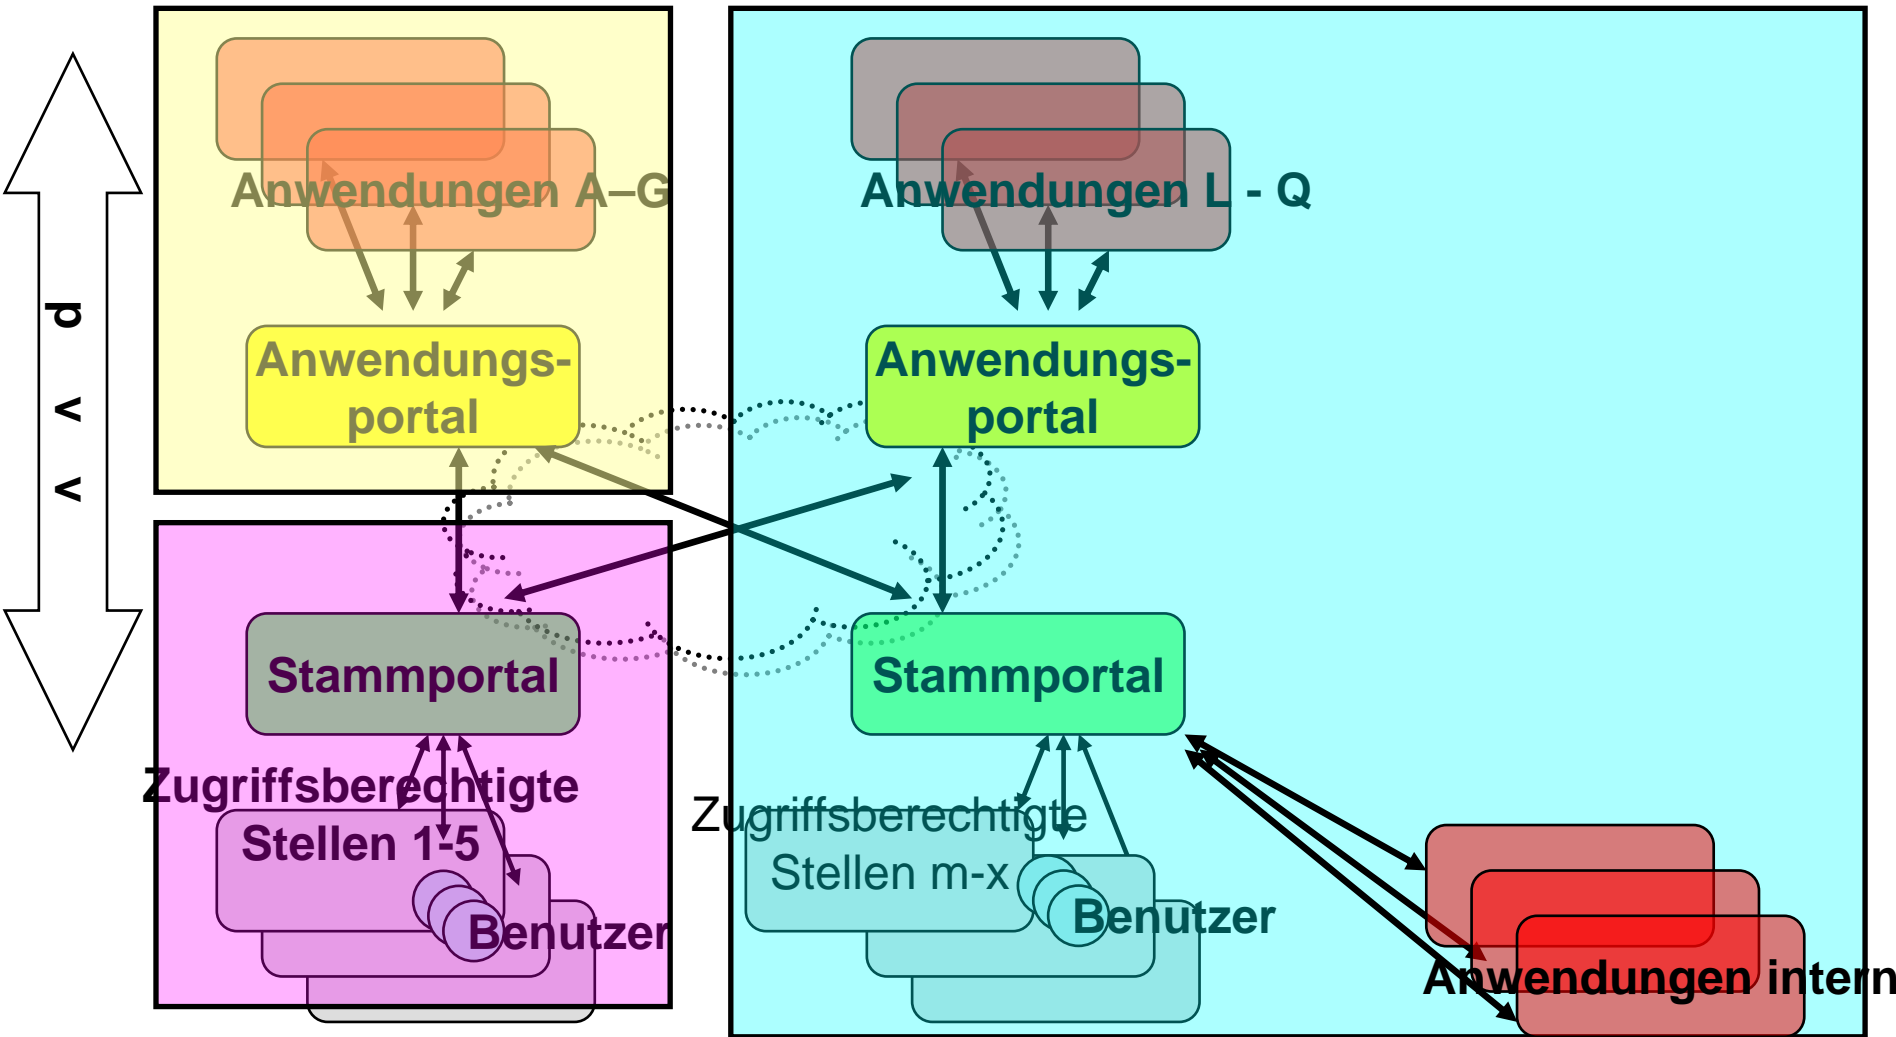 p v v
Anwendungen A–G
Anwendungen L - Q
Anwendungs-
portal
Anwendungs-
portal
Stammportal
Stammportal
Zugriffsberechtigte
Stellen 1-5
Benutzer
Zugriffsberechtigte
Stellen m-x
Benutzer
Anwendungen intern